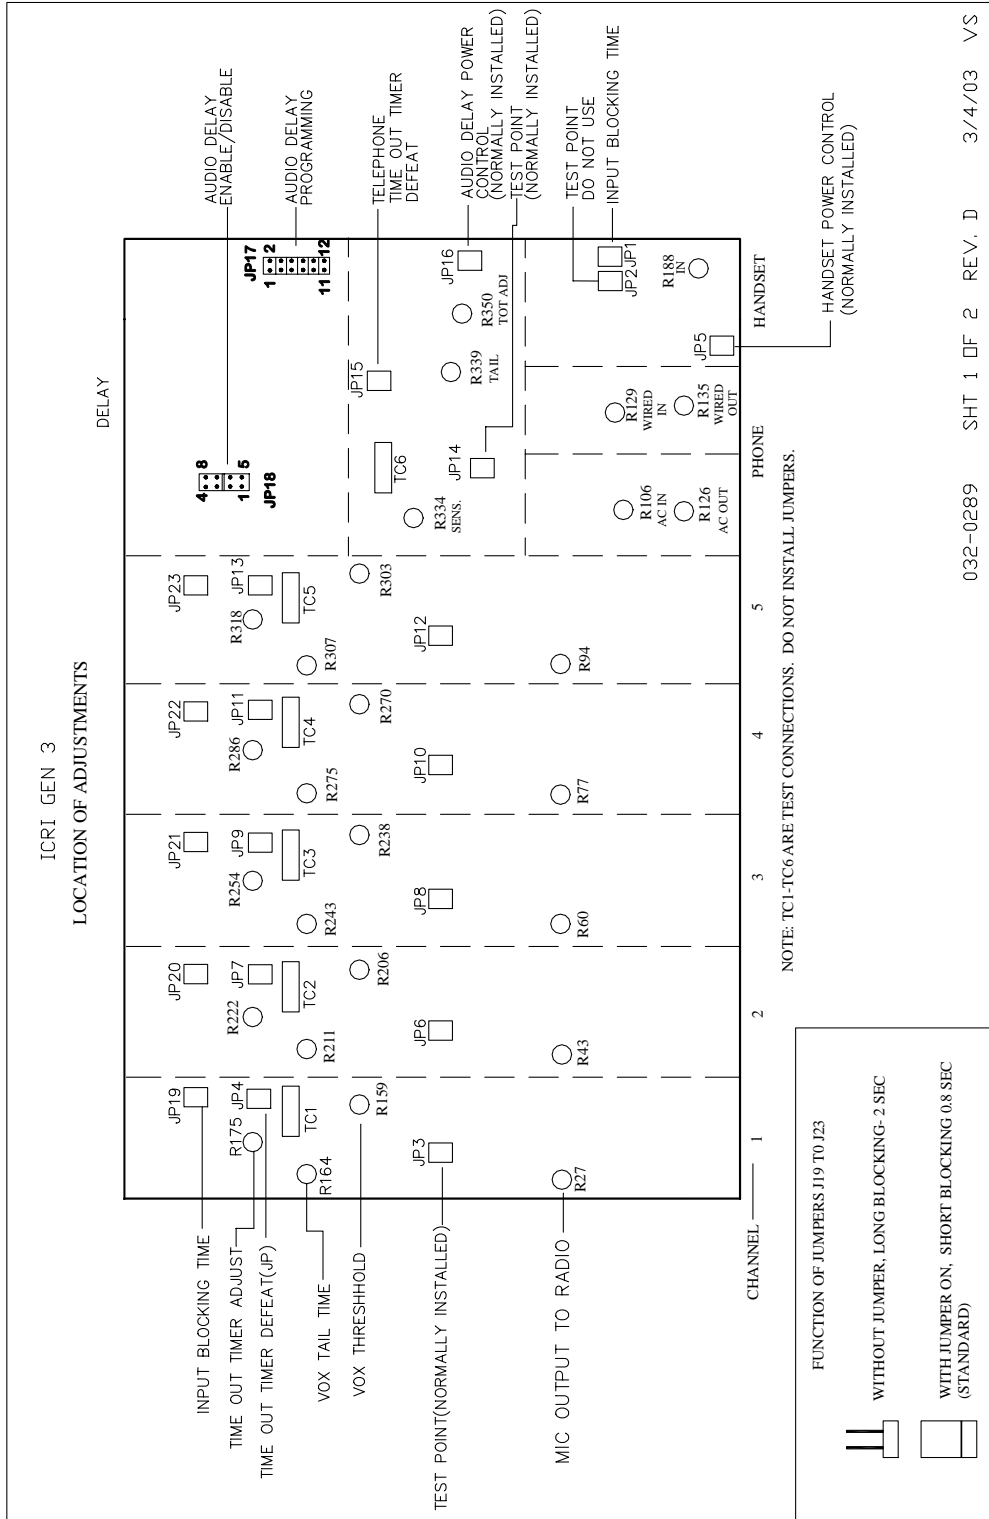 ICRI GEN 3
LOCATION OF ADJUSTMENTS
DELAY
AUDIO DELAY
ENABLE/DISABLE
AUDIO DELAY
PROGRAMMING
TELEPHONE
TIME OUT TIMER
DEFEAT
AUDIO DELAY POWER
CONTROL
(NORMALLY INSTALLED)
TEST POINT
(NORMALLY INSTALLED)
TEST POINT
DO NOT USE
INPUT BLOCKING TIME
HANDSET POWER CONTROL
(NORMALLY INSTALLED)
INPUT BLOCKING TIME
TIME OUT TIMER ADJUST
TIME OUT TIMER DEFEAT(JP)
VOX TAIL TIME
VOX THRESHHOLD
TEST POINT(NORMALLY INSTALLED)
MIC OUTPUT TO RADIO
JP19
R175
JP4
TC1
R164
R159
JP3
R27
JP20
R222
JP7
TC2
R211
R206
JP6
R43
JP21
R254
JP9
TC3
R243
R238
JP8
R60
JP22
R286
JP11
TC4
R275
R270
JP10
R77
JP23
R318
JP13
TC5
R307
R303
JP12
R94
4 8
1 5
JP18
JP17
1 2
11 12
JP15
TC6
R334
SENS.
JP14
R339
TAIL
R350
TOT ADJ
JP16
R106
AC IN
R126
AC OUT
R129
WIRED
IN
R135
WIRED
OUT
JP2
JP1
R188
IN
JP5
CHANNEL
1
2
3
4
5
PHONE
HANDSET
NOTE: TC1-TC6 ARE TEST CONNECTIONS. DO NOT INSTALL JUMPERS.
FUNCTION OF JUMPERS J19 T0 J23
WITHOUT JUMPER, LONG BLOCKING- 2 SEC
WITH JUMPER ON, SHORT BLOCKING 0.8 SEC
(STANDARD)
032-0289 SHT 1 OF 2 REV. D 3/4/03 VS